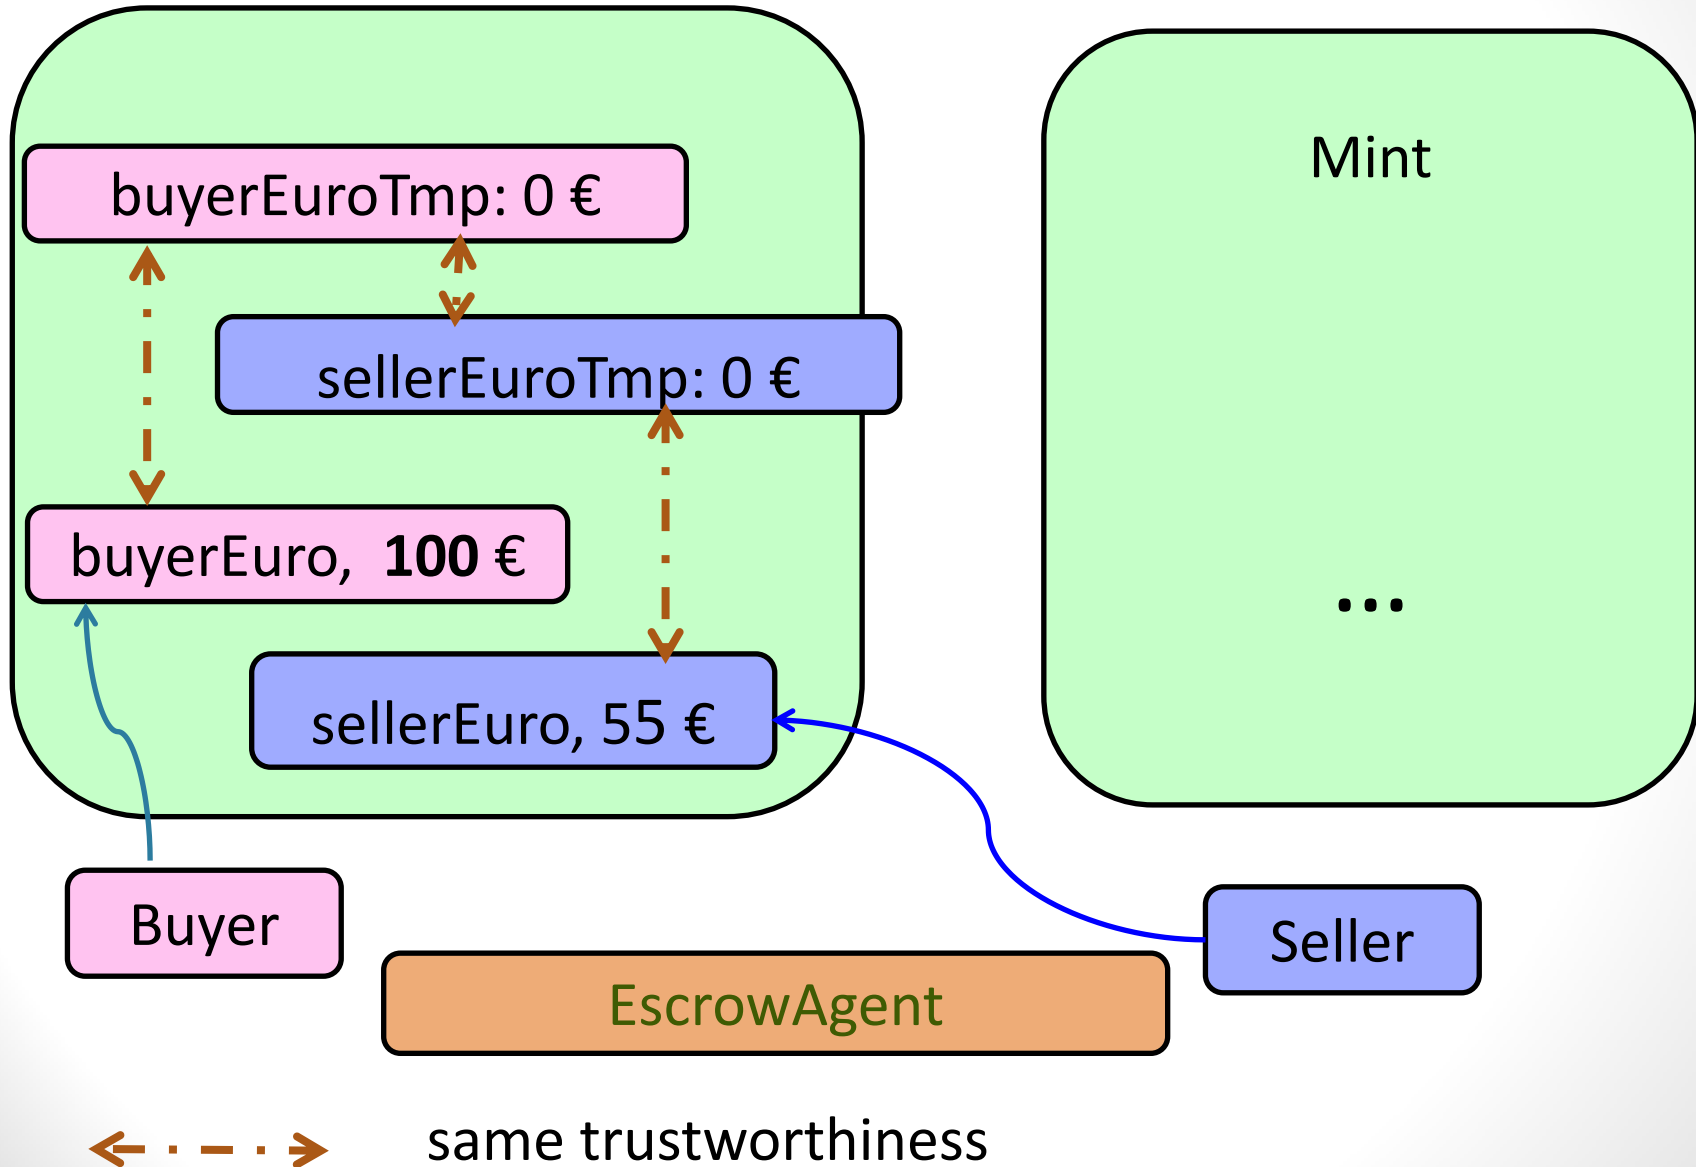 buyerEuroTmp: 0 €
Mint
sellerEuroTmp: 0 €
buyerEuro,  100 €
...
sellerEuro, 55 €
Buyer
Seller
EscrowAgent
same trustworthiness